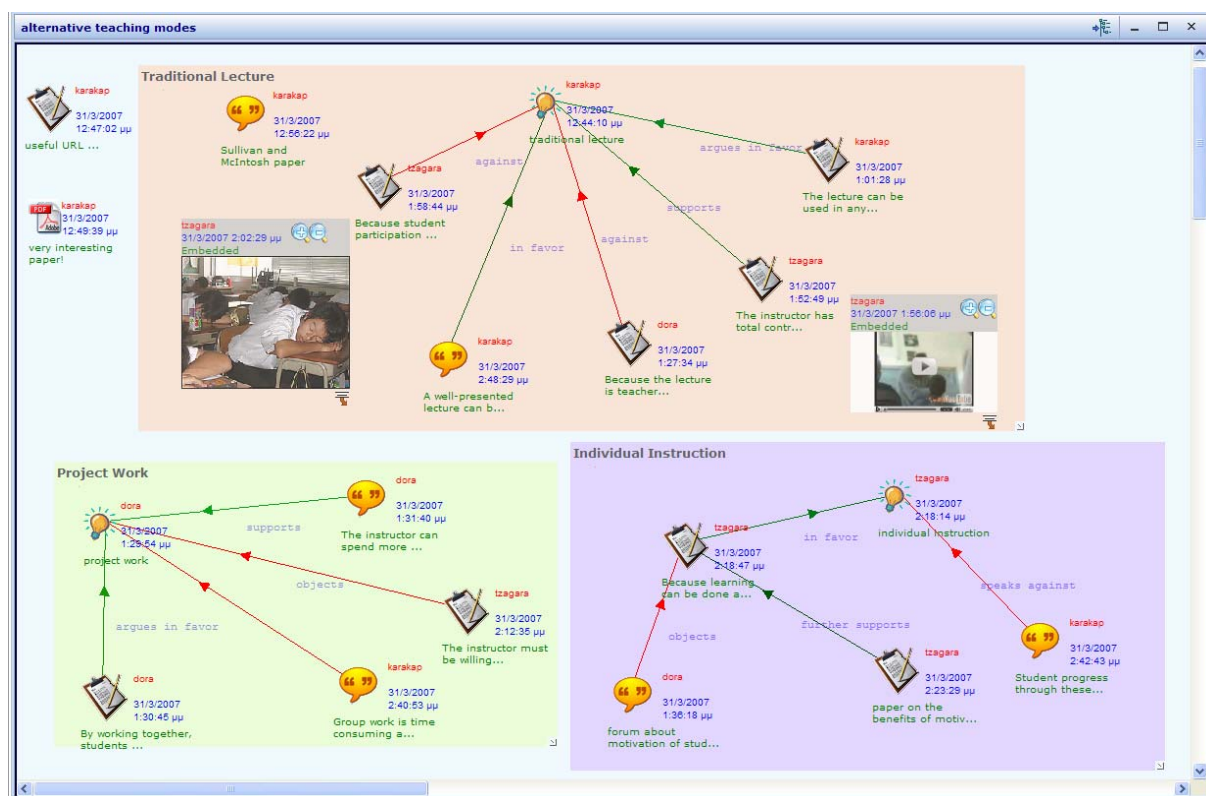 alternative teaching modes
karakap
31/3/2007
12:47:02 μμ
useful URL ...
karakap
31/3/2007
12:49:39 μμ
very interesting
paper!
Traditional Lecture
karakap
31/3/2007
12:56:22 μμ
Sullivan and
McIntosh paper
karakap
31/3/2007
12:44:10 μμ
traditional lecture
against
tzagara
31/3/2007
1:58:44 μμ
Because student
participation ...
argues in favor
karakap
31/3/2007
1:01:28 μμ
The lecture can be
used in any...
supports
in favor
against
tzagara
31/3/2007 2:02:29 μμ
Embedded
tzagara
31/3/2007
1:52:49 μμ
The instructor has
total contr...
karakap
31/3/2007
2:48:29 μμ
A well-presented
lecture can b...
dora
31/3/2007
1:27:34 μμ
Because the lecture
is teacher...
tzagara
31/3/2007 1:56:06 μμ
Embedded
Project Work
dora
31/3/2007
1:29:54 μμ
project work
supports
dora
31/3/2007
1:31:40 μμ
The instructor can
spend more ...
objects
tzagara
31/3/2007
2:12:35 μμ
The instructor must
be willing...
argues in favor
dora
31/3/2007
1:30:45 μμ
By working together,
students ...
karakap
31/3/2007
2:40:53 μμ
Group work is time
consuming a...
Individual Instruction
tzagara
31/3/2007
2:18:14 μμ
individual instruction
in favor
tzagara
31/3/2007
2:18:47 μμ
Because learning
can be done a...
speaks against
further supports
objects
karakap
31/3/2007
2:42:43 μμ
Student progress
through these...
tzagara
31/3/2007
2:23:29 μμ
paper on the
benefits of motiv...
dora
31/3/2007
1:36:18 μμ
forum about
motivation of stud...